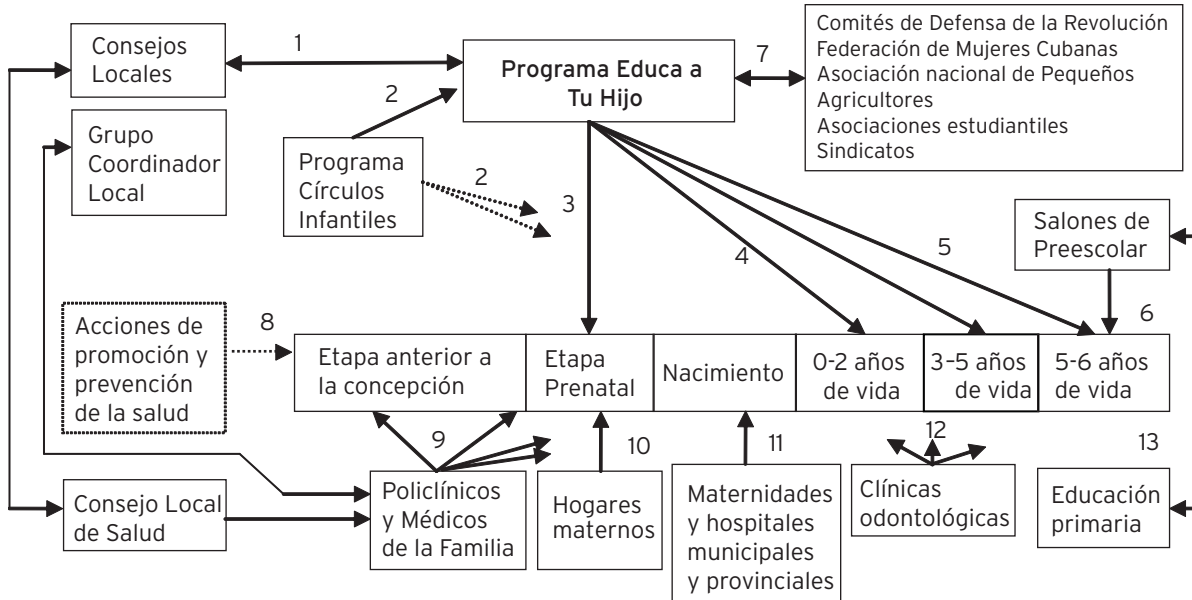 Consejos
Locales
1
Programa Educa a
Tu Hijo
7
Comités de Defensa de la Revolución
Federación de Mujeres Cubanas
Asociación nacional de Pequeños
Agricultores
Asociaciones estudiantiles
Sindicatos
Grupo
Coordinador
Local
2
Programa
Círculos
Infantiles
2
3
4
5
Salones de
Preescolar
6
Acciones de
promoción y
prevención
de la salud
8
Etapa anterior a
la concepción
Etapa
Prenatal
Nacimiento
0-2 años
de vida
3-5 años
de vida
5-6 años
de vida
9
10
11
12
13
Consejo Local
de Salud
Policlínicos
y Médicos
de la Familia
Hogares
maternos
Maternidades
y hospitales
municipales
y provinciales
Clínicas
odontológicas
Educación
primaria